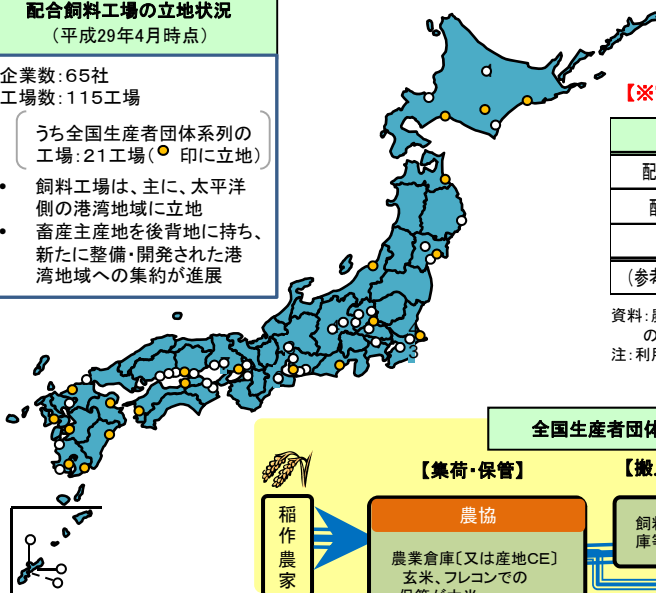 配合飼料工場の立地状況
（平成29年4月時点）
企業数：65社
工場数：115工場
うち全国生産者団体系列の
工場：21工場（ 印に立地）
• 飼料工場は、主に、太平洋
側の港湾地域に立地
• 畜産主産地を後背地に持ち、
新たに整備・開発された港
湾地域への集約が進展
3
【※
配
（参
資料：
の
注：利
全国生産者団体
【集荷・保管】
【搬
稲作農家
農協
農業倉庫〔又は産地CE〕
玄米、フレコンでの
飼料
庫等